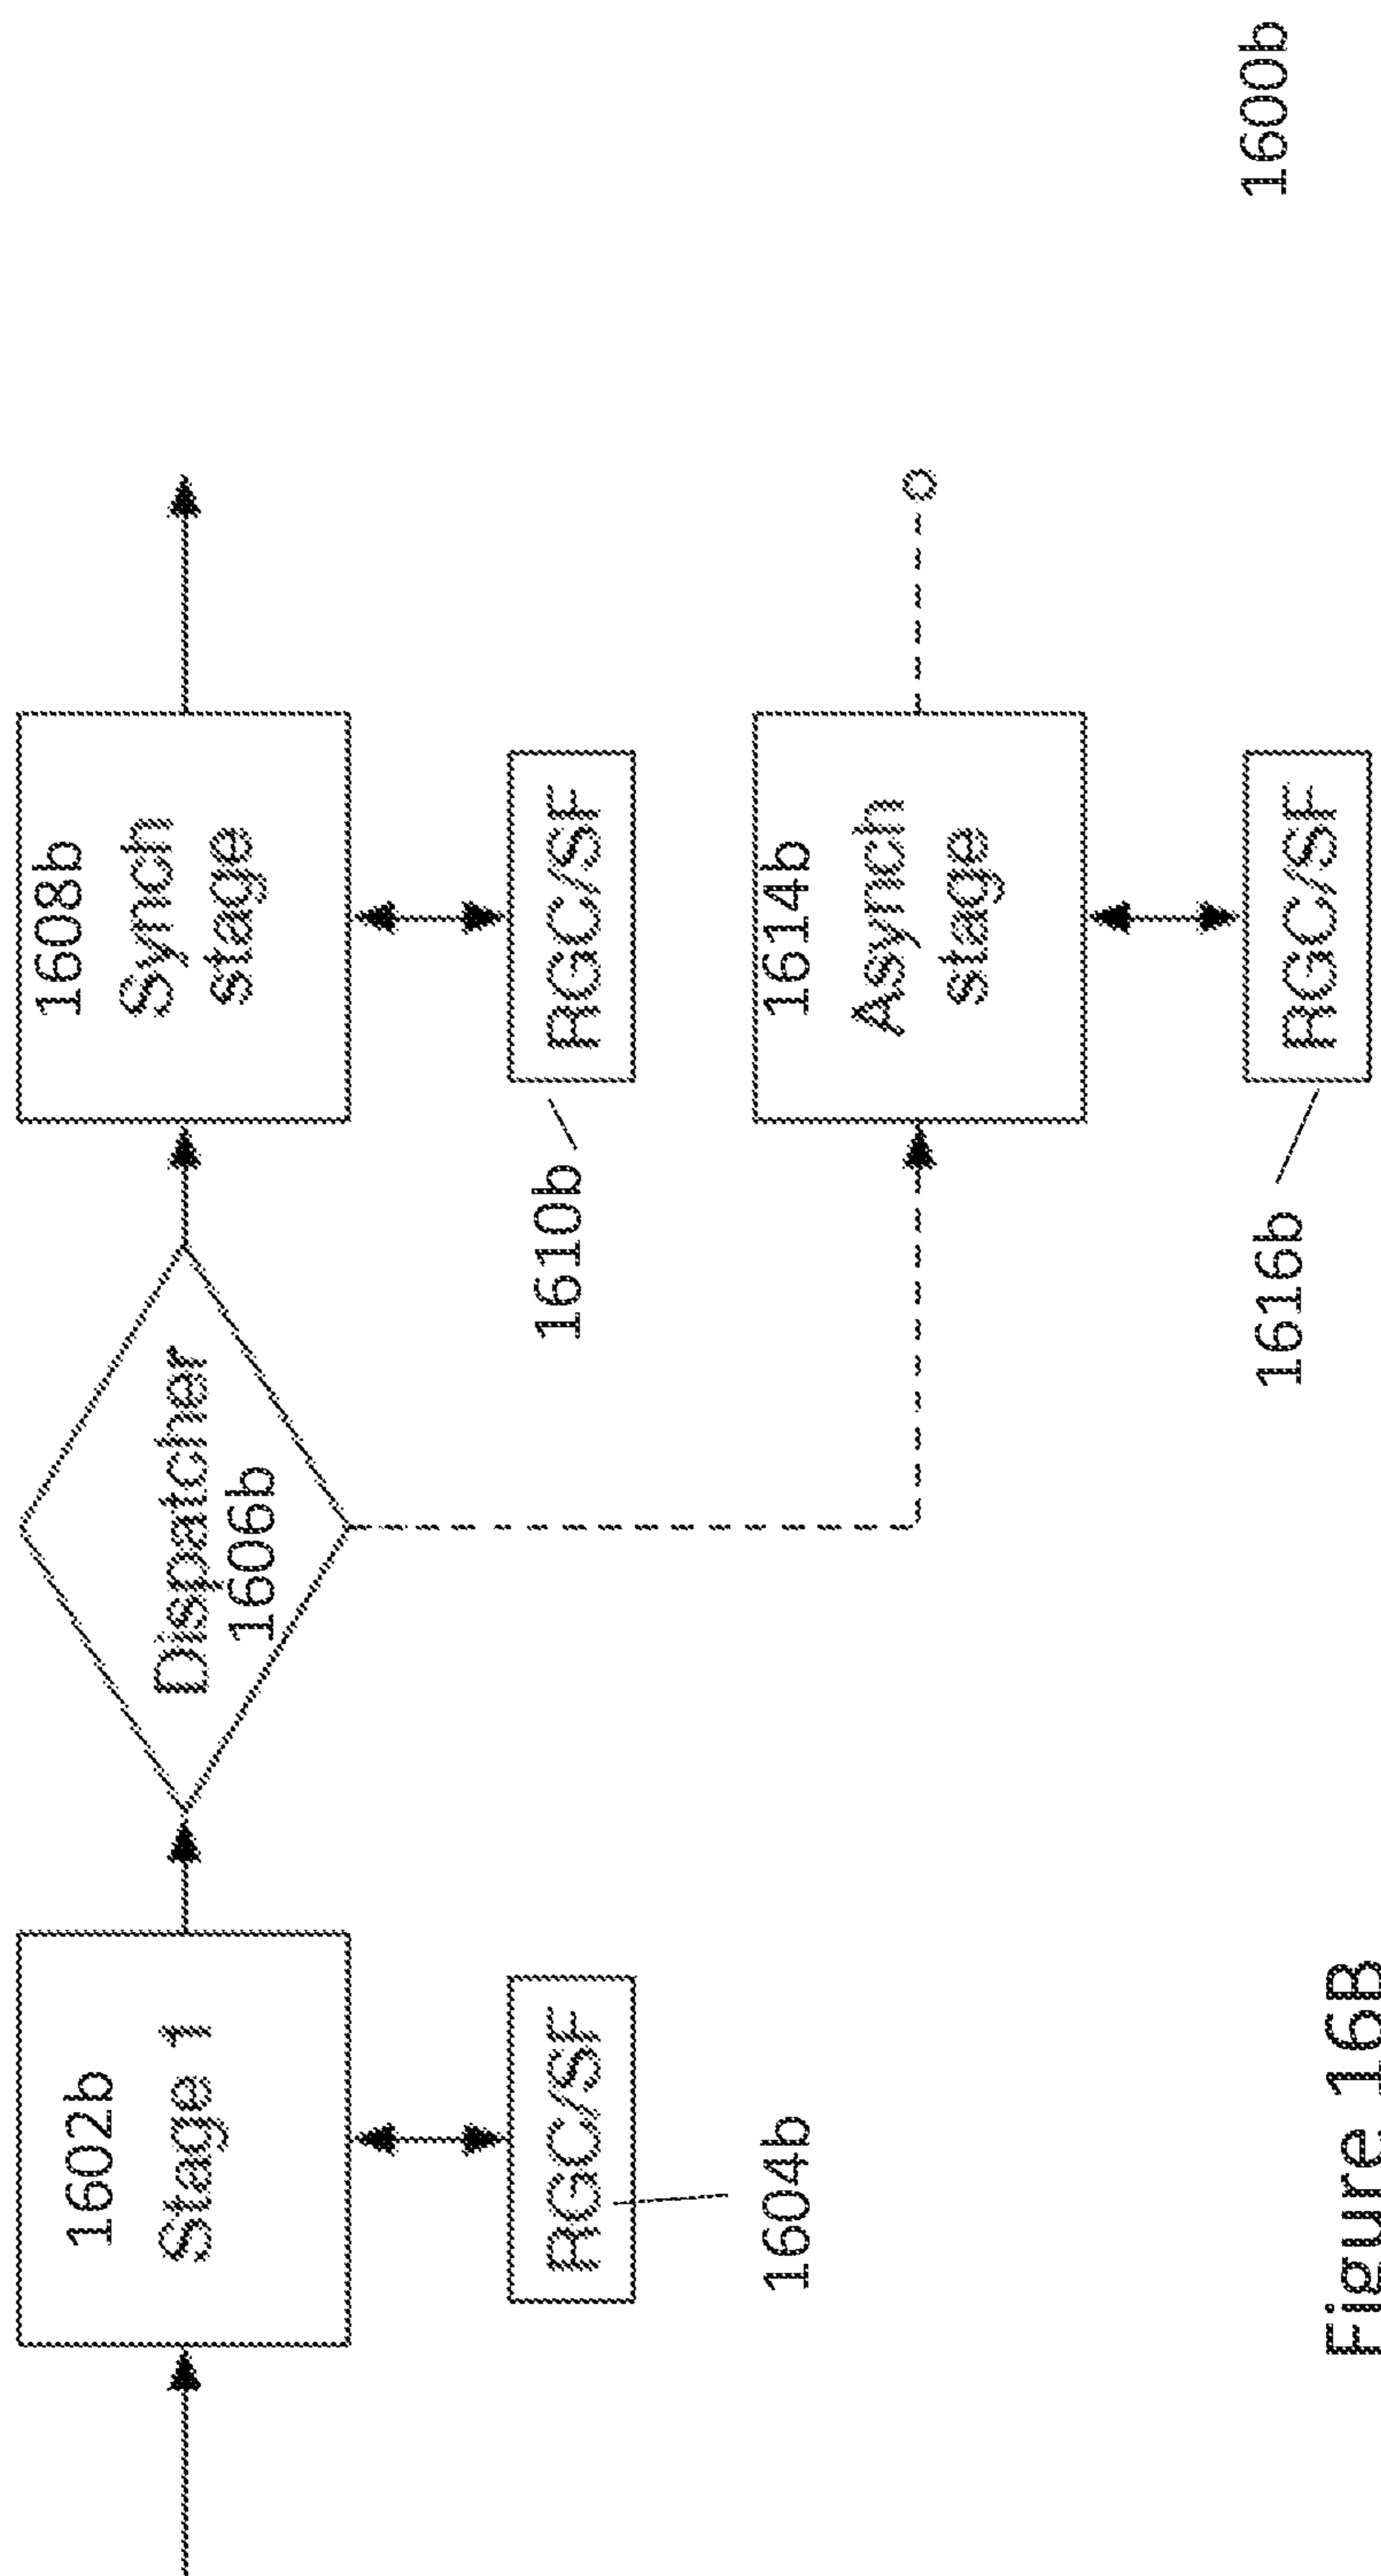 1602b
Stage 1
RGC/SF
1604b
Dispatcher
1606b
1608b
Synch
stage
RGC/SF
1610b
1614b
Asynch
stage
RGC/SF
1616b
1600b
Figure 16B